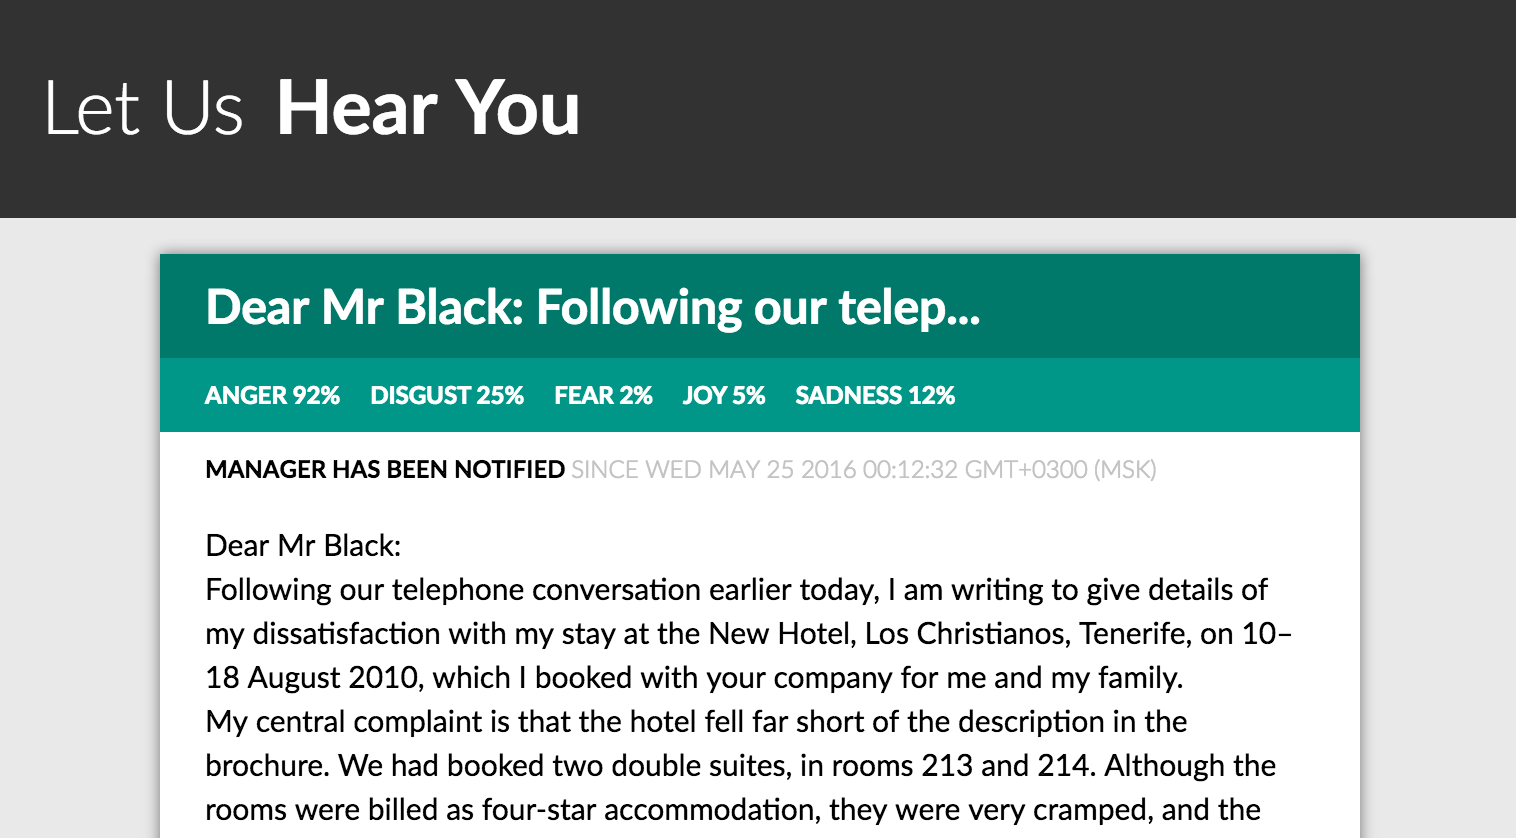 Let Us Hear You
Dear Mr Black: Following our telep...
ANGER 92% DISGUST 25% FEAR 2% JOY 5% SADNESS 12%
MANAGER HAS BEEN NOTIFIED SINCE WED MAY 25 2016 00:12:32 GMT+0300 (MSK)
Dear Mr Black:
Following our telephone conversation earlier today, I am writing to give details of
my dissatisfaction with my stay at the New Hotel, Los Christianos, Tenerife, on 10–
18 August 2010, which I booked with your company for me and my family.
My central complaint is that the hotel fell far short of the description in the
brochure. We had booked two double suites, in rooms 213 and 214. Although the
rooms were billed as four-star accommodation, they were very cramped, and the